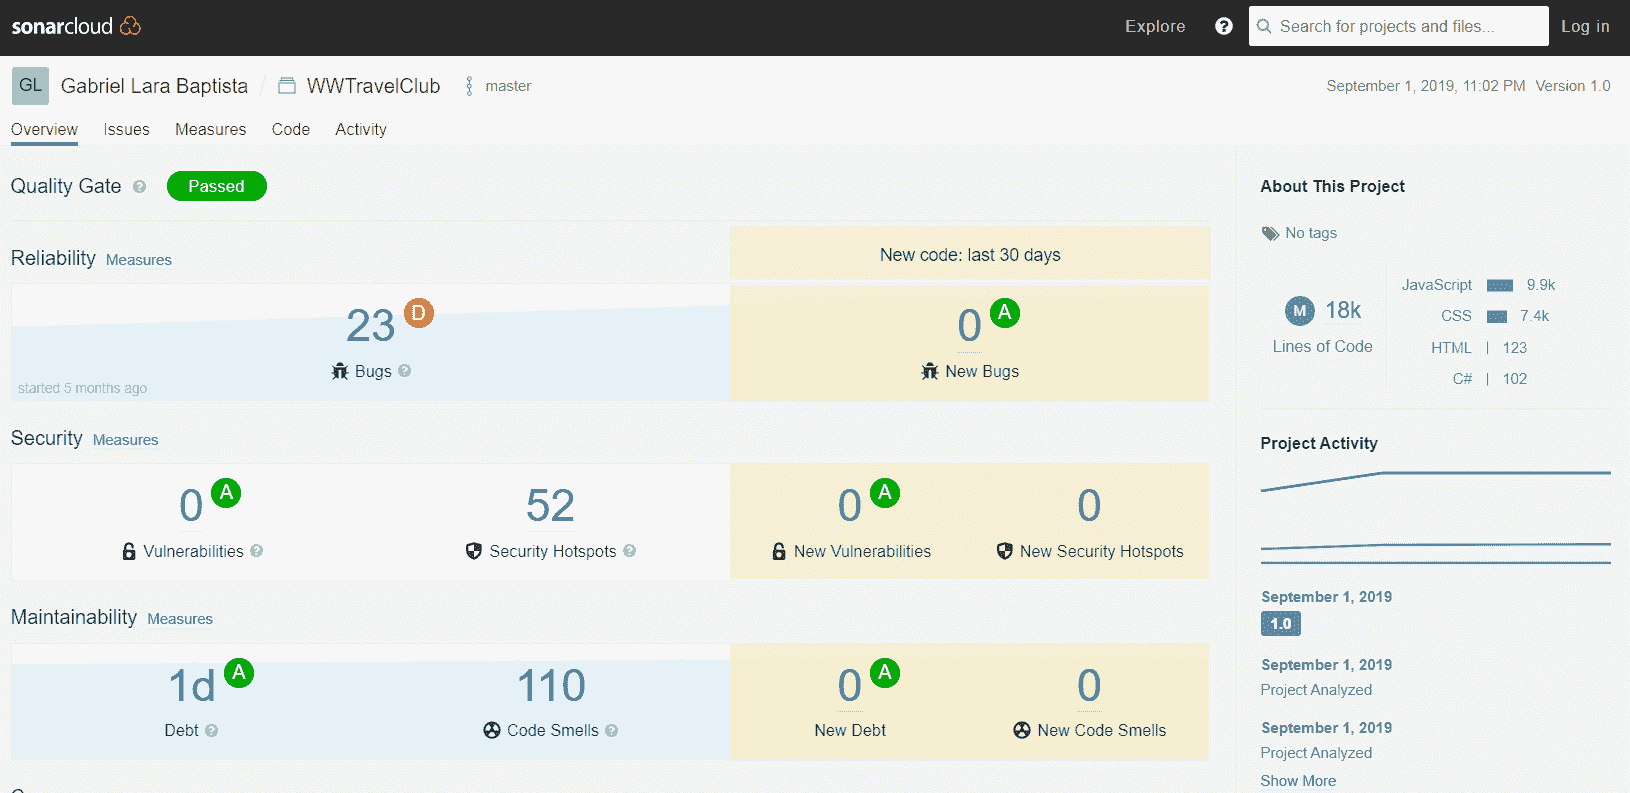 sonarcloud
Explore ? Search for projects and files... Log in
GL Gabriel Lara Baptista / WWTravelClub master
September 1, 2019, 11:02 PM Version 1.0
Overview Issues Measures Code Activity
Quality Gate ? Passed
Reliability Measures
New code: last 30 days
23 D
Bugs ?
started 5 months ago
0 A
New Bugs
Security Measures
0 A
Vulnerabilities ?
52
Security Hotspots ?
0 A
New Vulnerabilities
0
New Security Hotspots
Maintainability Measures
1d A
Debt ?
110
Code Smells ?
0 A
New Debt
0
New Code Smells
About This Project
No tags
M 18k
Lines of Code
JavaScript 9.9k
CSS 7.4k
HTML 123
C# 102
Project Activity
September 1, 2019
1.0
September 1, 2019
Project Analyzed
September 1, 2019
Project Analyzed
Show More